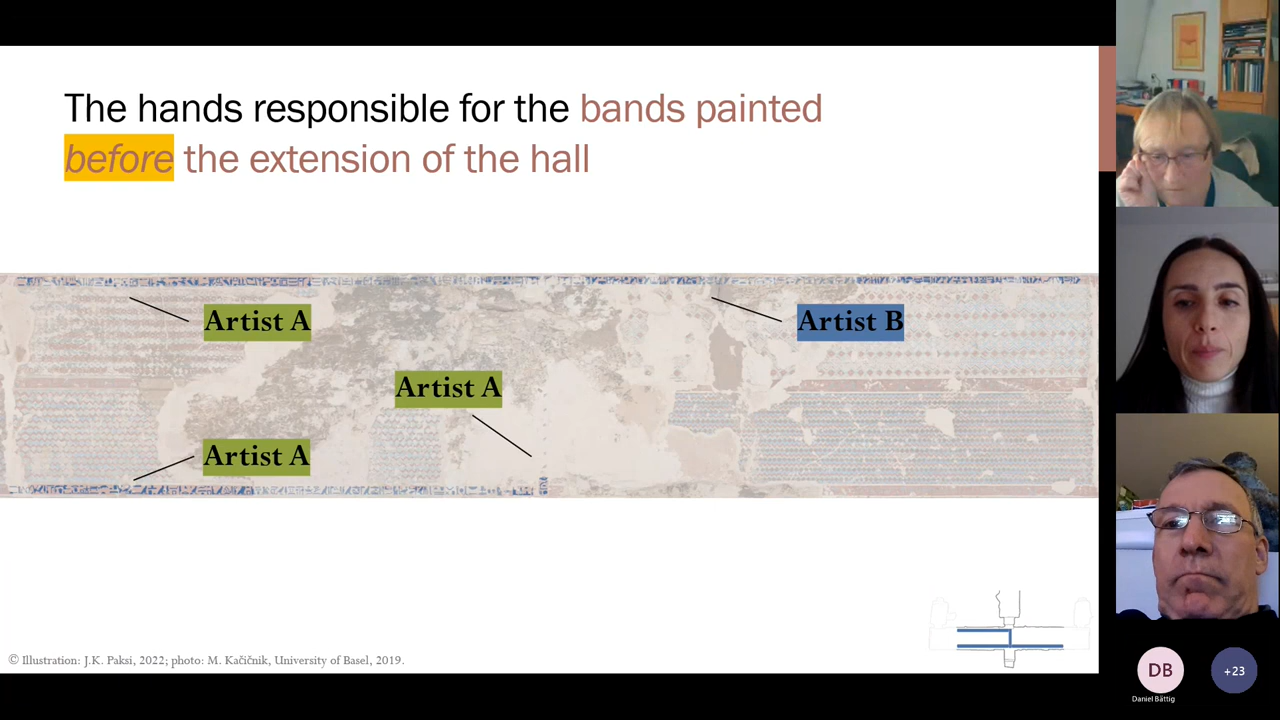 The hands responsible for the bands painted
before the extension of the hall
Artist A
Artist B
Artist A
Artist A
© Illustration: J.K. Paksi, 2022; photo: M. Kačičnik, University of Basel, 2019.
DB
+23
Daniel Bättig